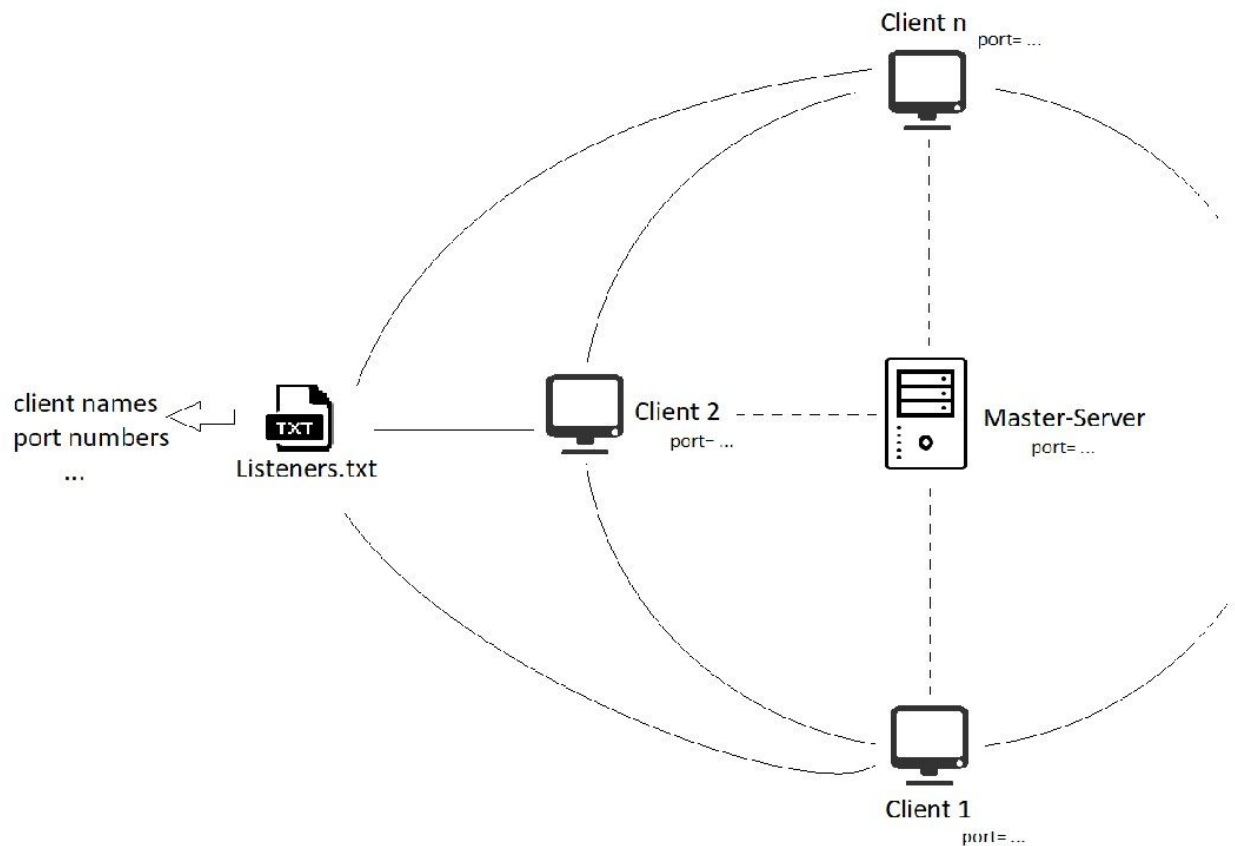 Client n
port= ...
client names
port numbers
...
TXT
Listeners.txt
Client 2
port= ...
Master-Server
port= ...
Client 1
port= ...